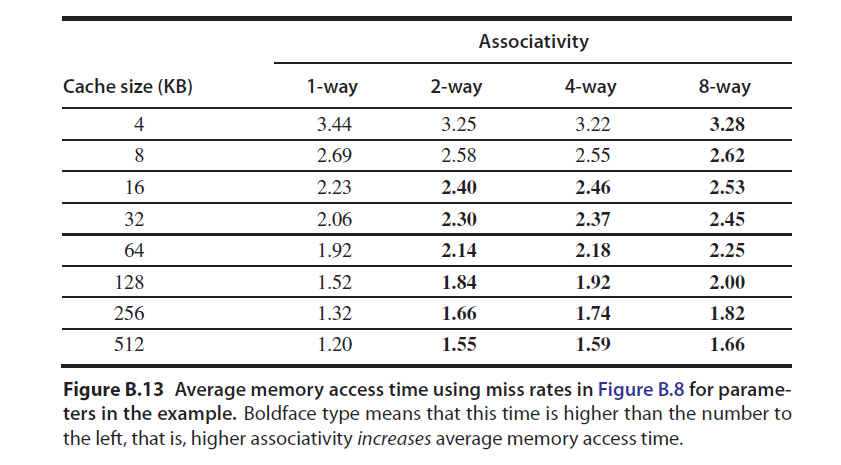 Associativity
Cache size (KB) 1-way 2-way 4-way 8-way
4 3.44 3.25 3.22 3.28
8 2.69 2.58 2.55 2.62
16 2.23 2.40 2.46 2.53
32 2.06 2.30 2.37 2.45
64 1.92 2.14 2.18 2.25
128 1.52 1.84 1.92 2.00
256 1.32 1.66 1.74 1.82
512 1.20 1.55 1.59 1.66
Figure B.13 Average memory access time using miss rates in Figure B.8 for parame-
ters in the example. Boldface type means that this time is higher than the number to
the left, that is, higher associativity increases average memory access time.